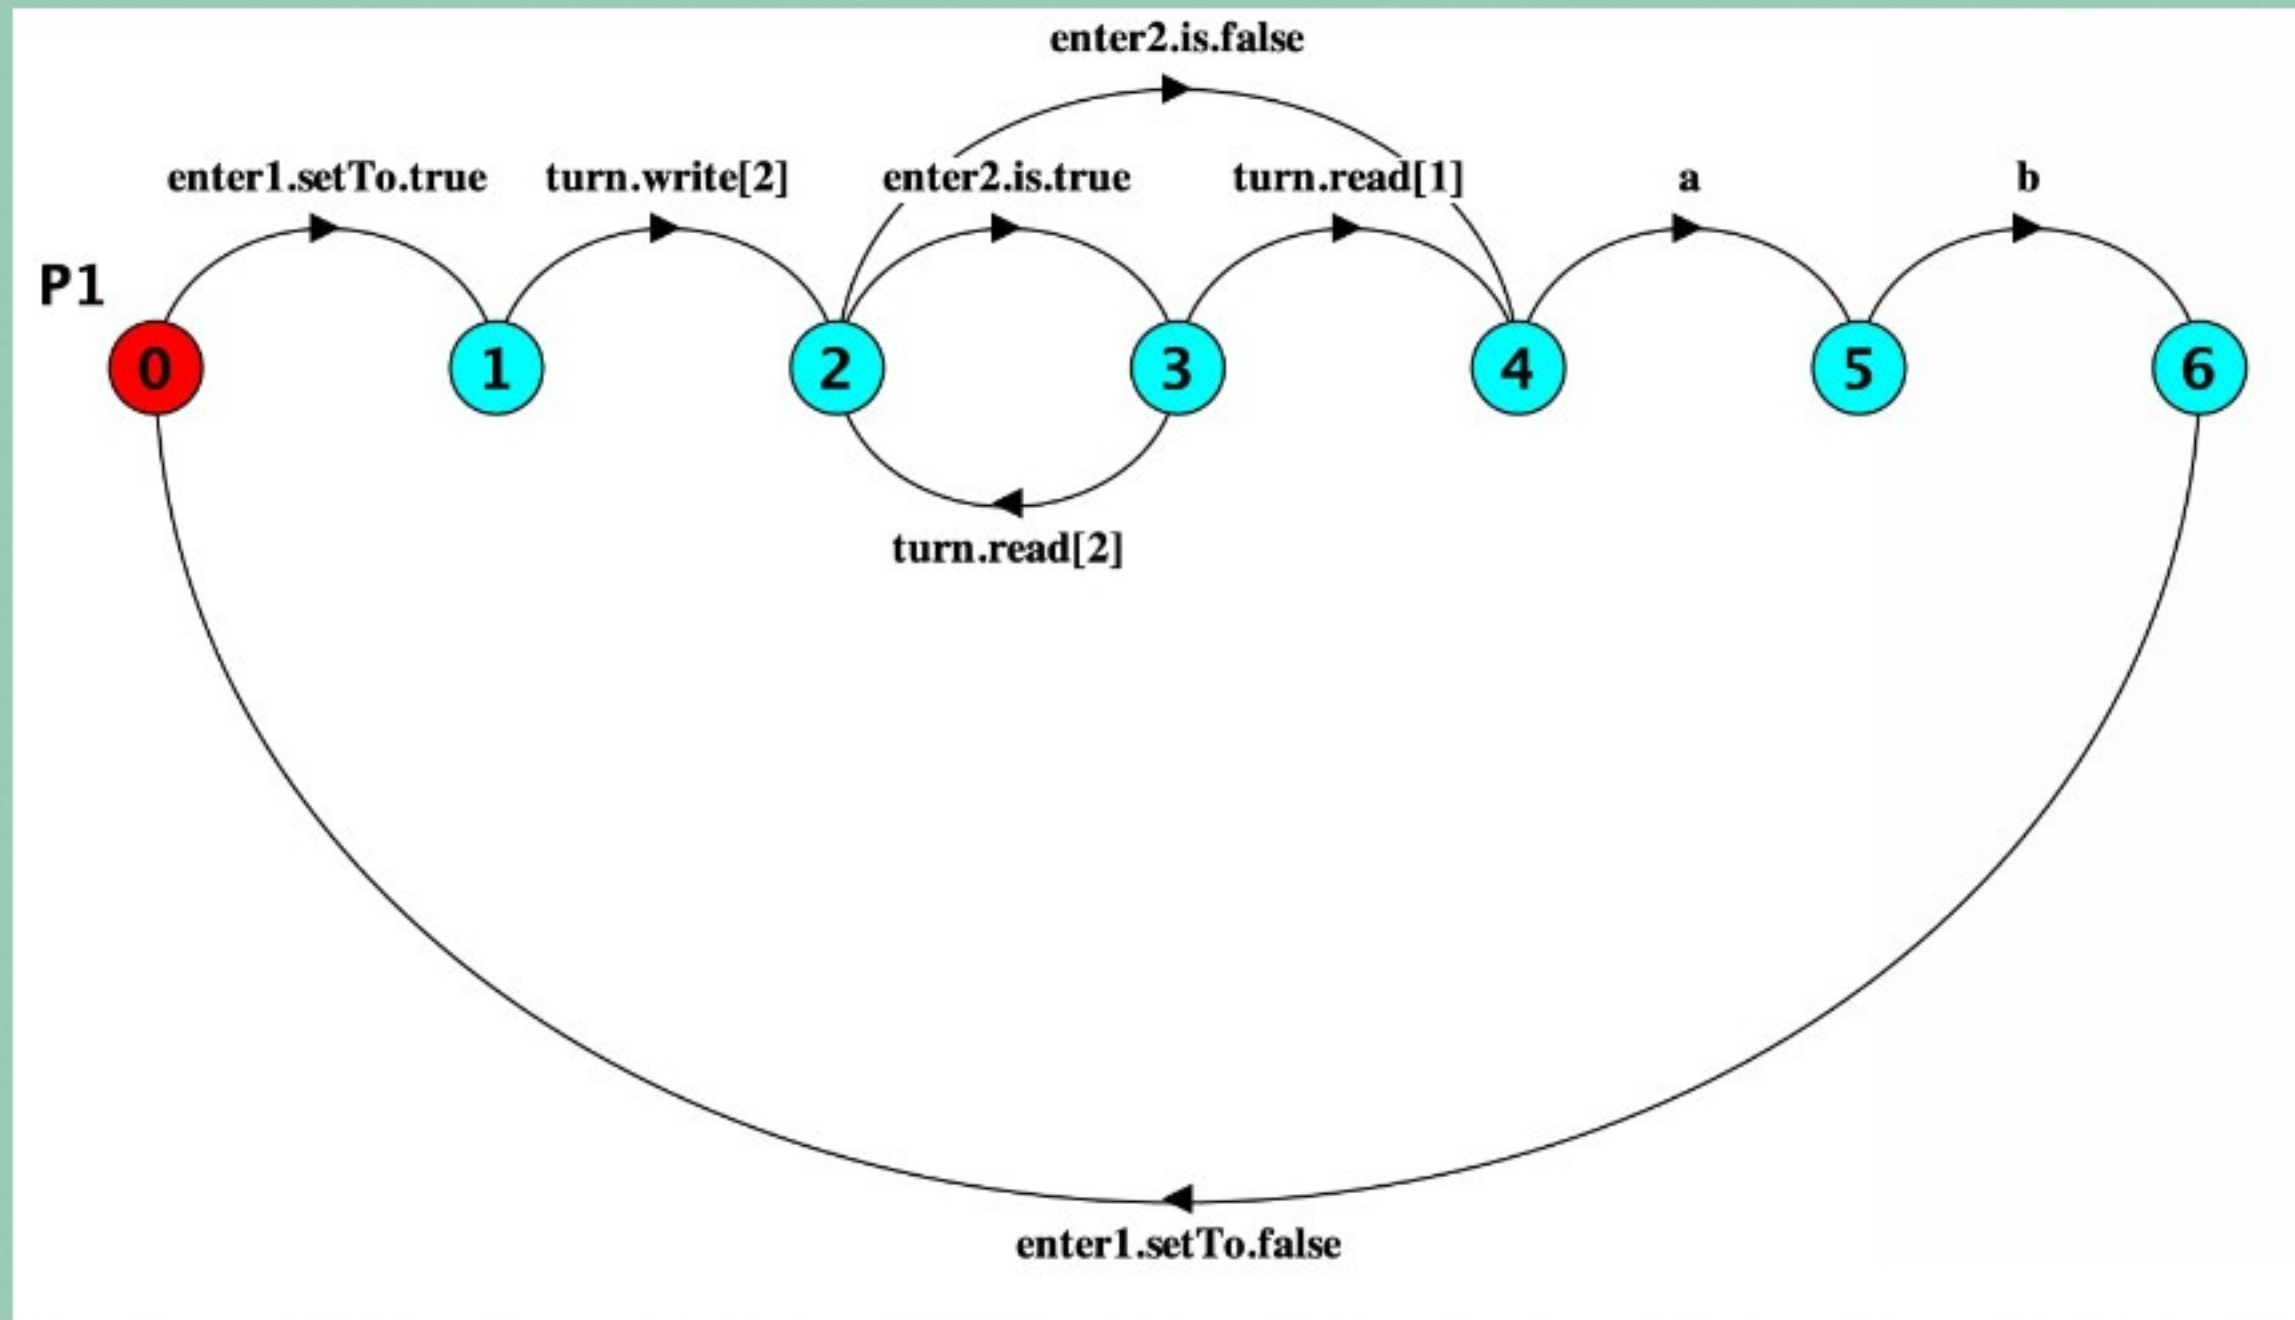 enter2.is.false
enter1.setTo.true turn.write[2] enter2.is.true turn.read[1] a b
P1
0 1 2 3 4 5 6
turn.read[2]
enter1.setTo.false